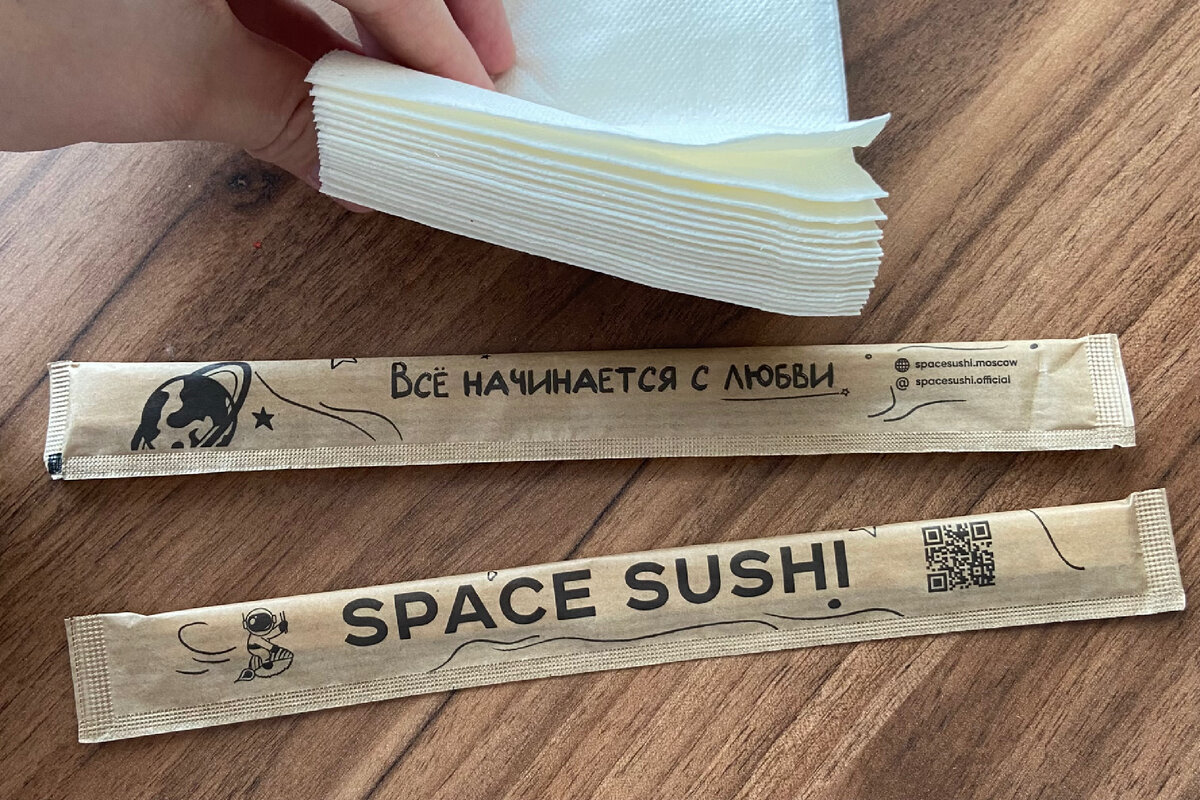 Всё начинается с любви
spacesushi.moscow
@ spacesushi.official
SPACE SUSHI